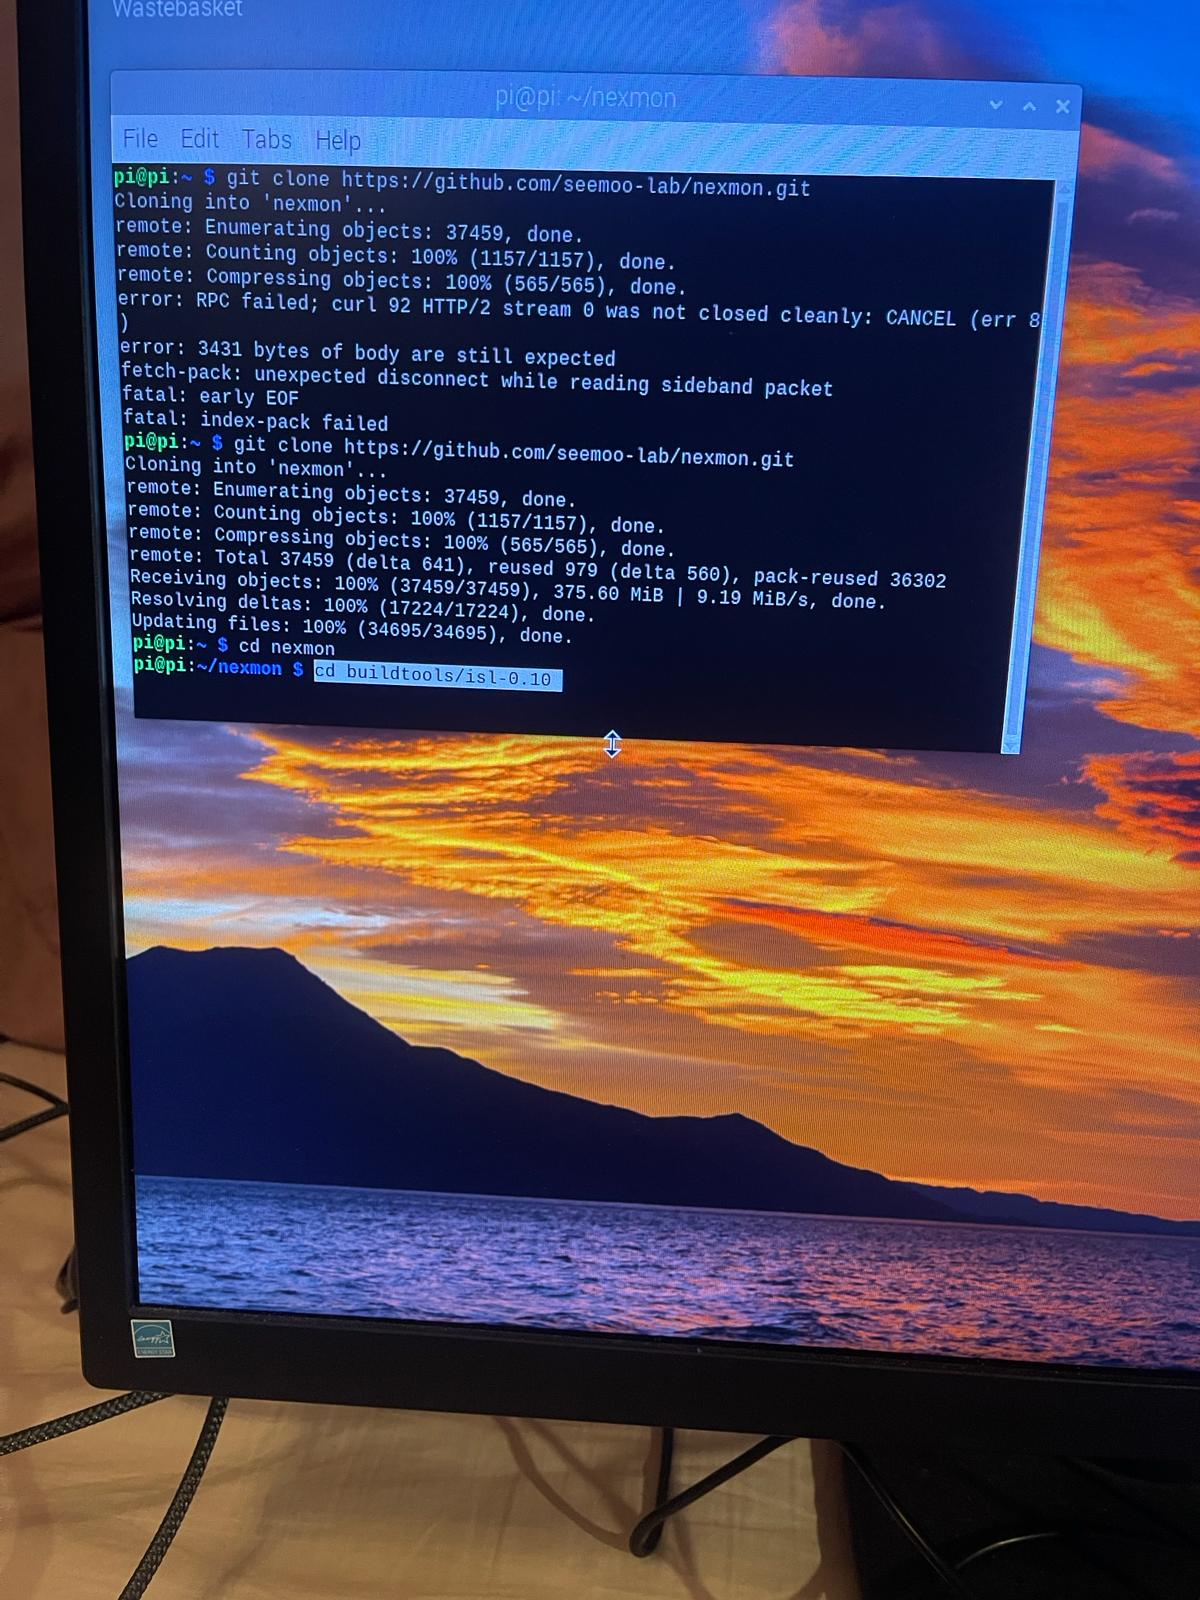 Wastebasket
pi@pi: ~/nexmon
File Edit Tabs Help
pi@pi:~ $ git clone https://github.com/seemoo-lab/nexmon.git
Cloning into 'nexmon'...
remote: Enumerating objects: 37459, done.
remote: Counting objects: 100% (1157/1157), done.
remote: Compressing objects: 100% (565/565), done.
error: RPC failed; curl 92 HTTP/2 stream 0 was not closed cleanly: CANCEL (err 8
)
error: 3431 bytes of body are still expected
fetch-pack: unexpected disconnect while reading sideband packet
fatal: early EOF
fatal: index-pack failed
pi@pi:~ $ git clone https://github.com/seemoo-lab/nexmon.git
Cloning into 'nexmon'...
remote: Enumerating objects: 37459, done.
remote: Counting objects: 100% (1157/1157), done.
remote: Compressing objects: 100% (565/565), done.
remote: Total 37459 (delta 641), reused 979 (delta 560), pack-reused 36302
Receiving objects: 100% (37459/37459), 375.60 MiB | 9.19 MiB/s, done.
Resolving deltas: 100% (17224/17224), done.
Updating files: 100% (34695/34695), done.
pi@pi:~ $ cd nexmon
pi@pi:~/nexmon $ cd buildtools/isl-0.10
ENERGY STAR